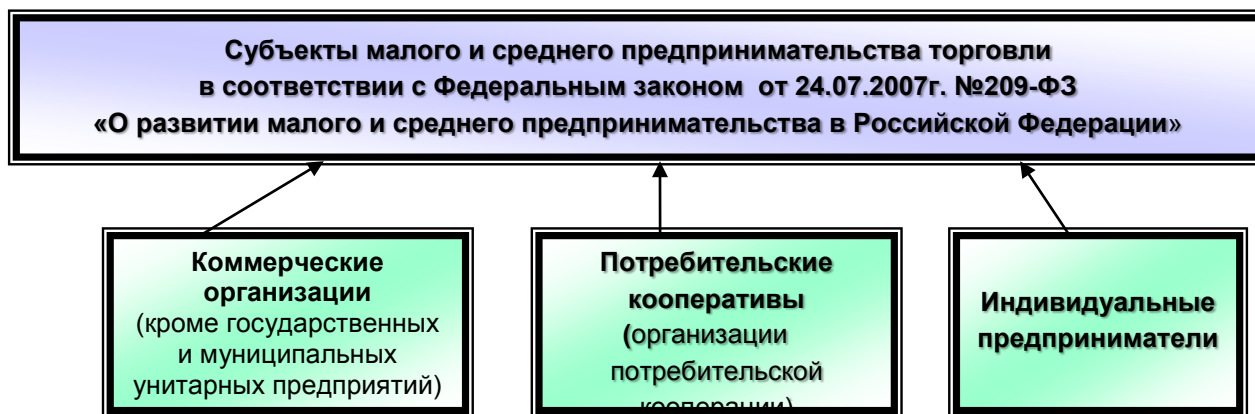 Субъекты малого и среднего предпринимательства торговли
в соответствии с Федеральным законом от 24.07.2007г. №209-ФЗ
«О развитии малого и среднего предпринимательства в Российской Федерации»
Коммерческие
организации
(кроме государственных
и муниципальных
унитарных предприятий)
Потребительские
кооперативы
(организации
потребительской
кооперации)
Индивидуальные
предприниматели